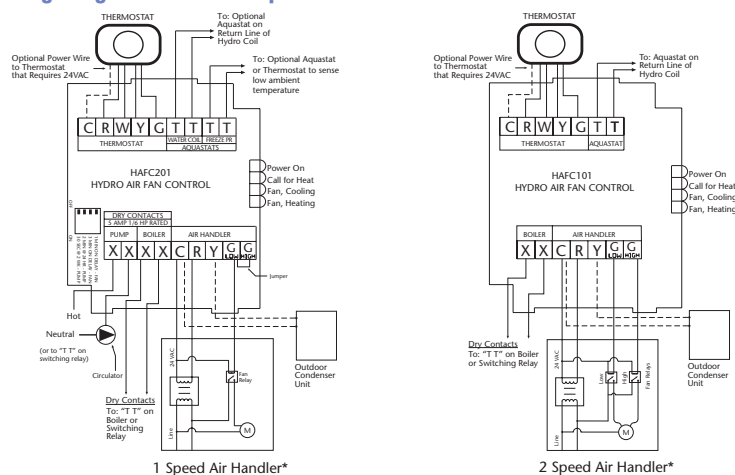 THERMOSTAT
To: Optional
Aquastat on
Return Line of
Hydro Coil
Optional Power Wire
to Thermostat
that Requires 24VAC
To: Optional Aquastat
or Thermostat to sense
low ambient
temperature
C R W Y G T T T T
THERMOSTAT
WATER COIL FREEZE PR
AQUASTATS
HAFC201
HYDRO AIR FAN CONTROL
Power On
Call for Heat
Fan, Cooling
Fan, Heating
DRY CONTACTS
5 AMP 1/6 HP RATED
PUMP BOILER AIR HANDLER
X X X X C R Y G G
LOW HIGH
Jumper
Hot
Neutral
(or to "T T" on
switching relay)
Circulator
Dry Contacts
To: "T T" on
Boiler or
Switching
Relay
24 VAC
Fan
Relay
Line
M
Outdoor
Condenser
Unit
1 Speed Air Handler*
THERMOSTAT
Optional Power Wire
to Thermostat
that Requires 24VAC
To: Aquastat on
Return Line of
Hydro Coil
C R W Y G T T
THERMOSTAT AQUASTAT
HAFC101
HYDRO AIR FAN CONTROL
Power On
Call for Heat
Fan, Cooling
Fan, Heating
BOILER AIR HANDLER
X X C R Y G G
LOW HIGH
Dry Contacts
To: "T T" on Boiler
or Switching Relay
24 VAC
Low
High
Fan Relays
Line
M
Outdoor
Condenser
Unit
2 Speed Air Handler*